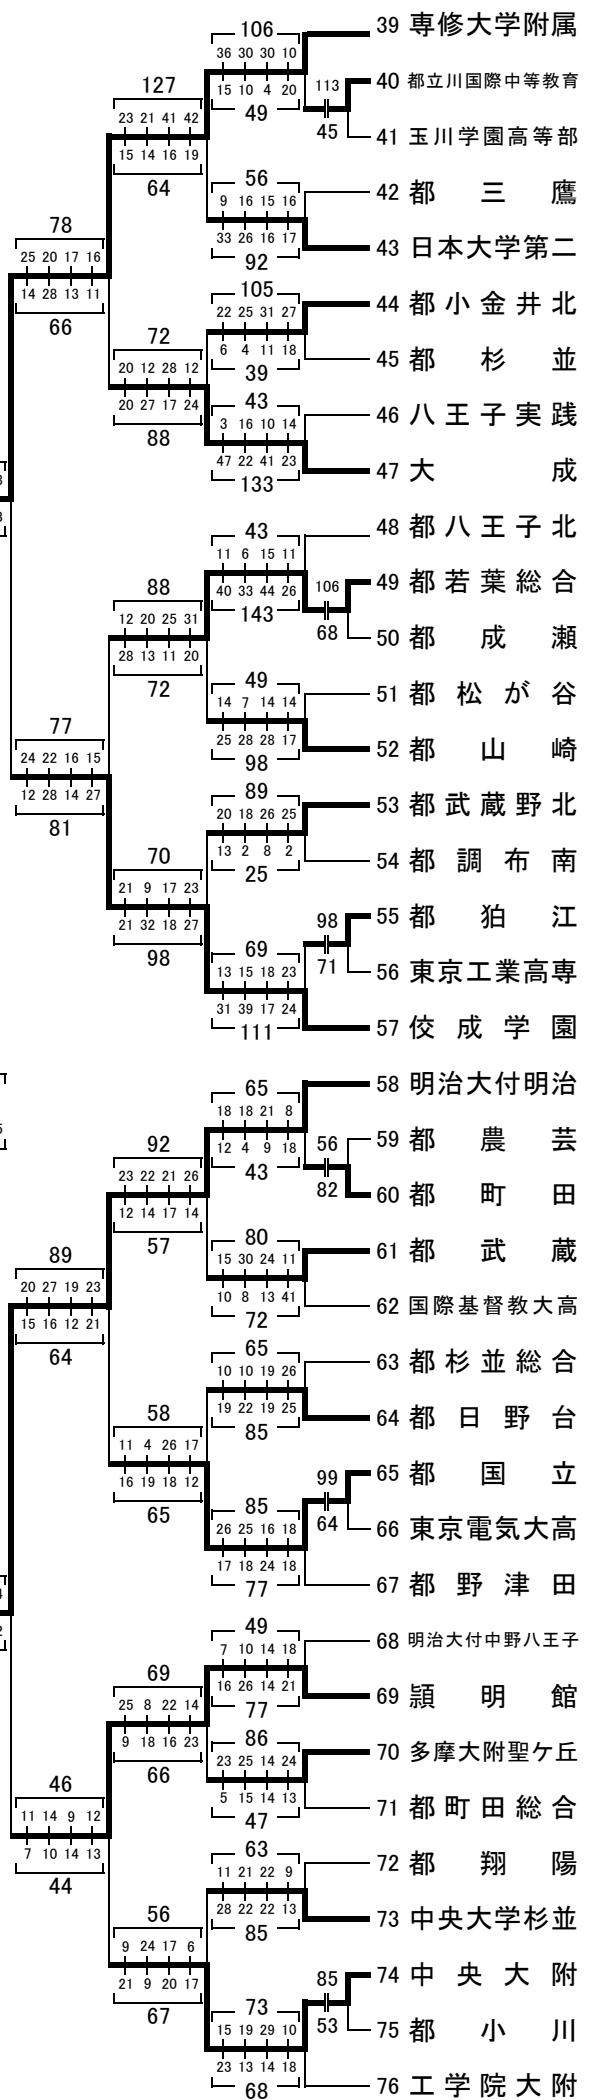 106
39 専修大学附属
36 30 30 10
15 10 4 20
49
113
40 都立川国際中等教育
45
41 玉川学園高等部
127
23 21 41 42
15 14 16 19
64
56
42 都三鷹
9 16 15 16
33 26 16 17
92
43 日本大学第二
78
25 20 17 16
14 28 13 11
66
105
44 都小金井北
22 25 31 27
6 4 11 18
39
45 都杉並
72
20 12 28 12
20 27 17 24
88
43
46 八王子実践
3 16 10 14
47 22 41 23
133
47 大成
43
48 都八王子北
11 6 15 11
40 33 44 26
143
106
49 都若葉総合
68
50 都成瀬
88
12 20 25 31
28 13 11 20
72
49
51 都松が谷
14 7 14 14
25 28 28 17
98
52 都山崎
77
24 22 16 15
12 28 14 27
81
89
53 都武蔵野北
20 18 26 25
13 2 8 2
25
54 都調布南
70
21 9 17 23
21 32 18 27
98
98
55 都狛江
71
56 東京工業高専
69
13 15 18 23
31 39 17 24
111
57 佼成学園
65
58 明治大付明治
18 18 21 8
12 4 9 18
43
56
59 都農芸
82
60 都町田
92
23 22 21 26
12 14 17 14
57
80
61 都武蔵
15 30 24 11
10 8 13 41
72
62 国際基督教大高
89
20 27 19 23
15 16 12 21
64
65
63 都杉並総合
10 10 19 26
19 22 19 25
85
64 都日野台
58
11 4 26 17
16 19 18 12
65
99
65 都国立
64
66 東京電気大高
85
26 25 16 18
17 18 24 18
77
67 都野津田
49
68 明治大付中野八王子
7 10 14 18
16 26 14 21
77
69 頴明館
69
25 8 22 14
9 18 16 23
66
86
70 多摩大附聖ケ丘
23 25 14 24
5 15 14 13
47
71 都町田総合
46
11 14 9 12
7 10 14 13
44
63
72 都翔陽
11 21 22 9
28 22 22 13
85
73 中央大学杉並
56
9 24 17 6
21 9 20 17
67
85
74 中央大附
53
75 都小川
73
15 19 29 10
23 13 14 18
68
76 工学院大附